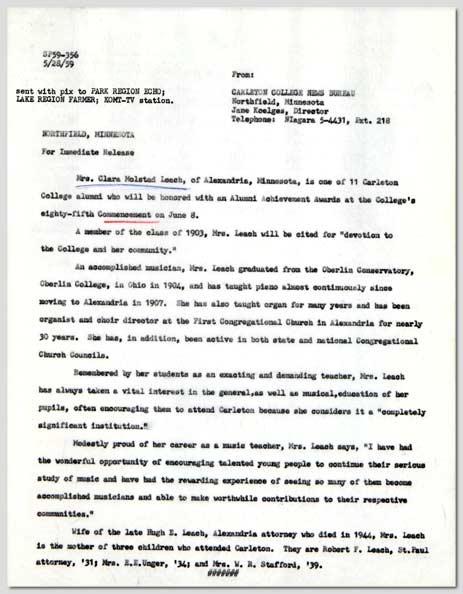 SP59-356
5/28/59
sent with pix to PARK REGION ECHO;
LAKE REGION FARMER; KOMT-TV station.
From:
CARLETON COLLEGE NEWS BUREAU
Northfield, Minnesota
Jane Koelges, Director
Telephone: Niagara 5-4431, Ext. 218
NORTHFIELD, MINNESOTA
For Immediate Release
Mrs. Clara Molstad Leach, of Alexandria, Minnesota, is one of 11 Carleton
College alumni who will be honored with an Alumni Achievement Awards at the College's
eighty-fifth Commencement on June 8.
A member of the class of 1903, Mrs. Leach will be cited for "devotion to
the College and her community."
An accomplished musician, Mrs. Leach graduated from the Oberlin Conservatory,
Oberlin College, in Ohio in 1904, and has taught piano almost continuously since
moving to Alexandria in 1907. She has also taught organ for many years and has been
organist and choir director at the First Congregational Church in Alexandria for nearly
30 years. She has, in addition, been active in both state and national Congregational
Church Councils.
Remembered by her students as an exacting and demanding teacher, Mrs. Leach
has always taken a vital interest in the general,as well as musical,education of her
pupils, often encouraging them to attend Carleton because she considers it a "completely
significant institution."
Modestly proud of her career as a music teacher, Mrs. Leach says, "I have had
the wonderful opportunity of encouraging talented young people to continue their serious
study of music and have had the rewarding experience of seeing so many of them become
accomplished musicians and able to make worthwhile contributions to their respective
communities."
Wife of the late Hugh E. Leach, Alexandria attorney who died in 1944, Mrs. Leach
is the mother of three children who attended Carleton. They are Robert F. Leach, St.Paul
attorney, '31; Mrs. E.E.Unger, '34; and Mrs. W. R. Stafford, '39.
#######